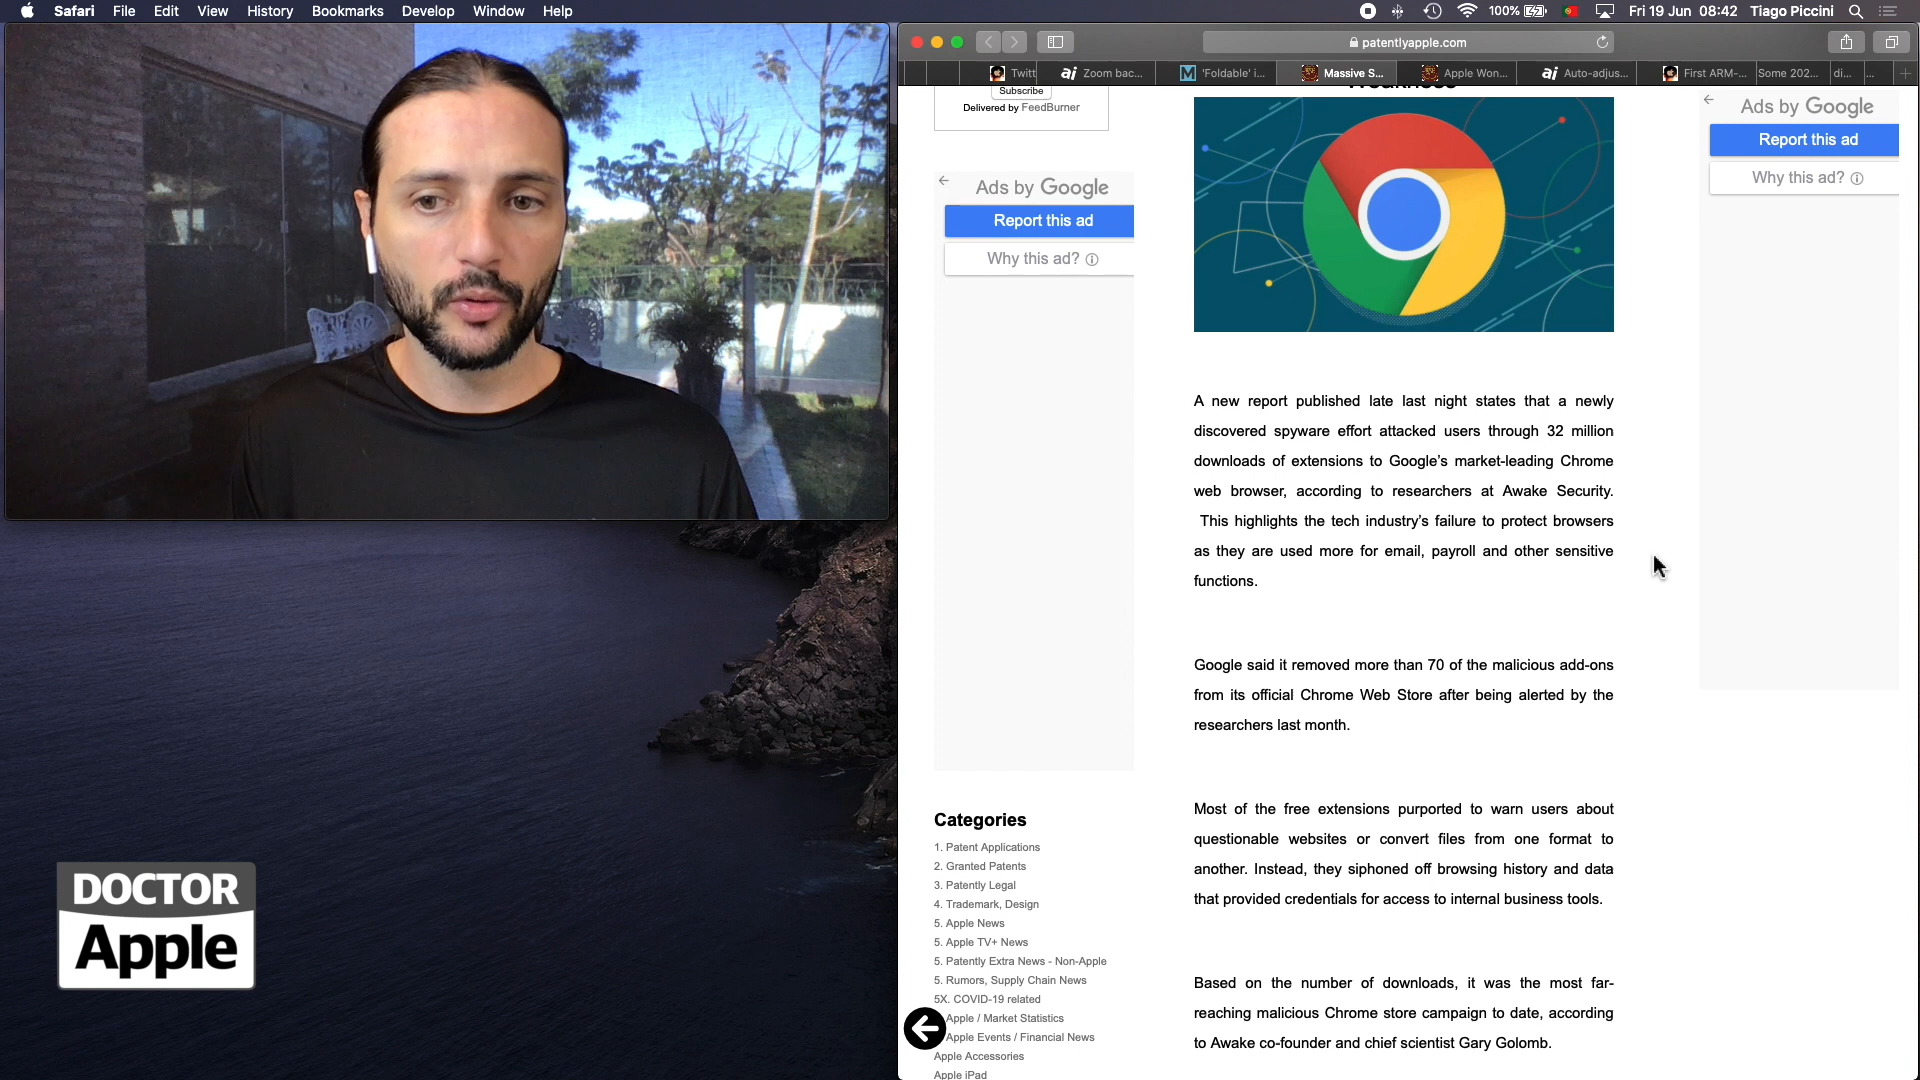 Safari File Edit View History Bookmarks Develop Window Help
100% Fri 19 Jun 08:42 Tiago Piccini
patentlyapple.com
Twitt
ai Zoom bac...
M 'Foldable' i...
Massive S...
Apple Won...
ai Auto-adjus...
First ARM-...
Some 202...
di...
...
Subscribe
Delivered by FeedBurner
Ads by Google
Report this ad
Why this ad?
Categories
1. Patent Applications
2. Granted Patents
3. Patently Legal
4. Trademark, Design
5. Apple News
5. Apple TV+ News
5. Patently Extra News - Non-Apple
5. Rumors, Supply Chain News
5X. COVID-19 related
Apple / Market Statistics
Apple Events / Financial News
Apple Accessories
Apple iPad
Weakness
A new report published late last night states that a newly
discovered spyware effort attacked users through 32 million
downloads of extensions to Google's market-leading Chrome
web browser, according to researchers at Awake Security.
This highlights the tech industry's failure to protect browsers
as they are used more for email, payroll and other sensitive
functions.
Google said it removed more than 70 of the malicious add-ons
from its official Chrome Web Store after being alerted by the
researchers last month.
Most of the free extensions purported to warn users about
questionable websites or convert files from one format to
another. Instead, they siphoned off browsing history and data
that provided credentials for access to internal business tools.
Based on the number of downloads, it was the most far-
reaching malicious Chrome store campaign to date, according
to Awake co-founder and chief scientist Gary Golomb.
Ads by Google
Report this ad
Why this ad?
DOCTOR
Apple